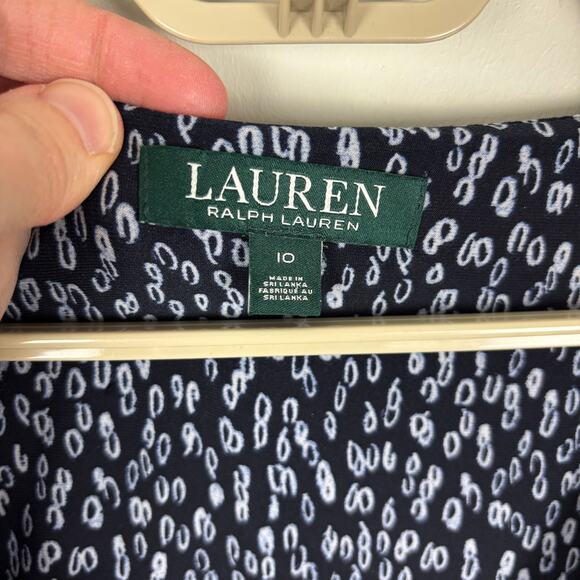 LAUREN
RALPH LAUREN
10
MADE IN
SRI LANKA
FABRIQUÉ AU
SRI LANKA